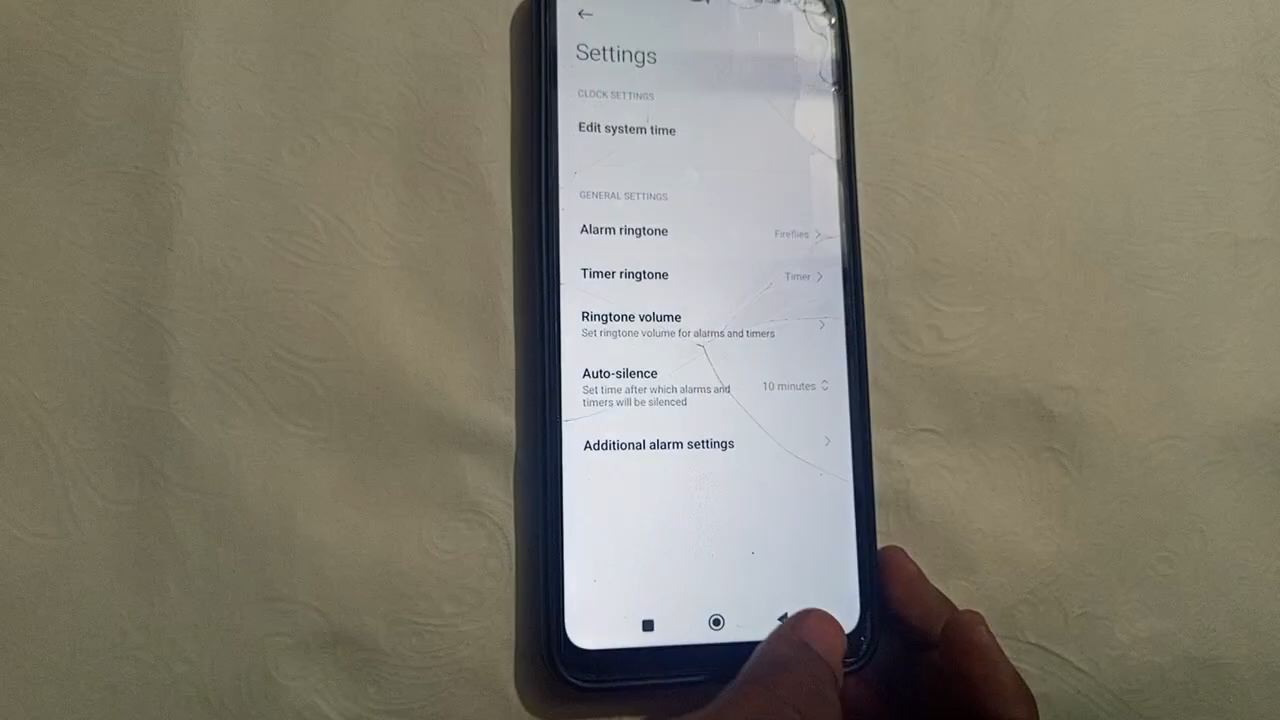 Settings
CLOCK SETTINGS
Edit system time
GENERAL SETTINGS
Alarm ringtone Fireflies
Timer ringtone Timer
Ringtone volume
Set ringtone volume for alarms and timers
Auto-silence
Set time after which alarms and
timers will be silenced
10 minutes
Additional alarm settings